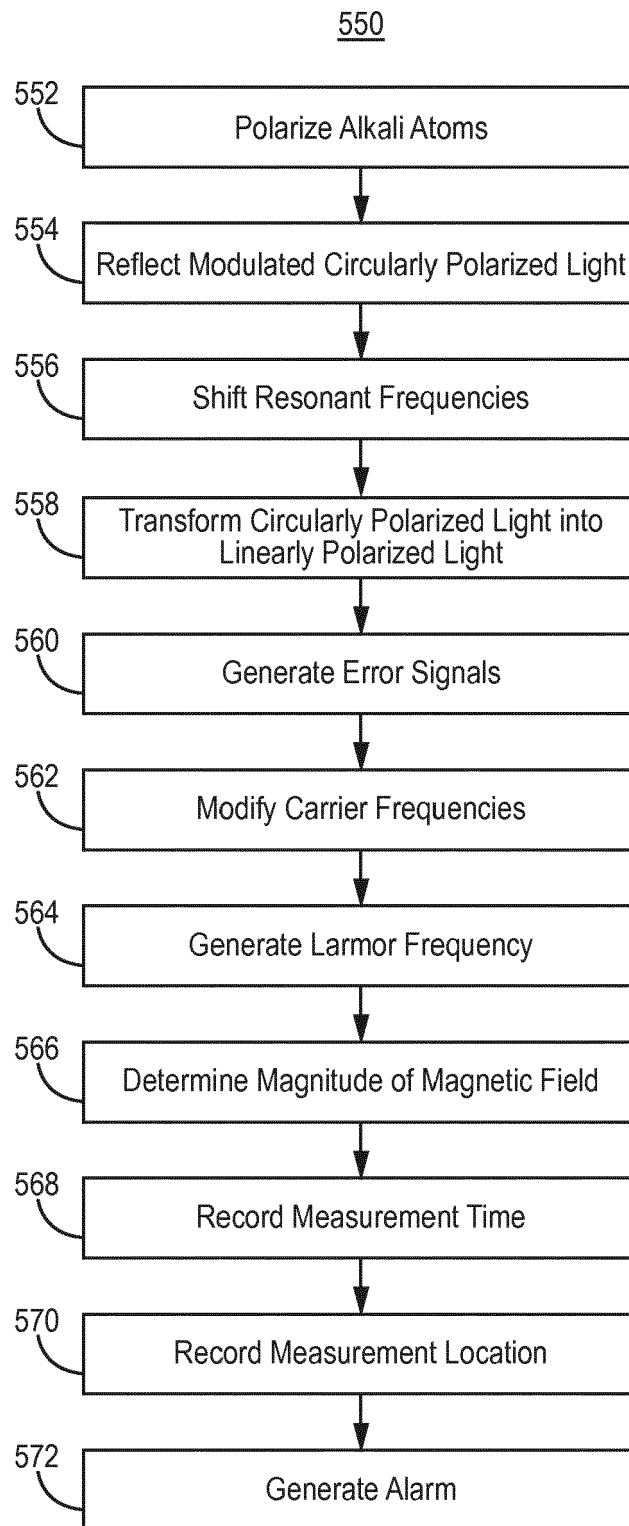 550
552
Polarize Alkali Atoms
554
Reflect Modulated Circularly Polarized Light
556
Shift Resonant Frequencies
558
Transform Circularly Polarized Light into
Linearly Polarized Light
560
Generate Error Signals
562
Modify Carrier Frequencies
564
Generate Larmor Frequency
566
Determine Magnitude of Magnetic Field
568
Record Measurement Time
570
Record Measurement Location
572
Generate Alarm